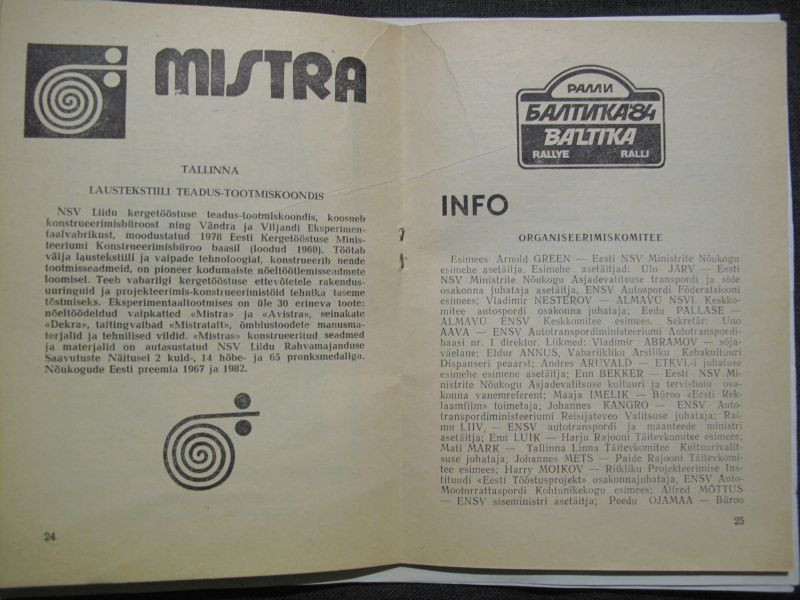 MISTRA
TALLINNA
LAUSTEKSTIILI TEADUS-TOOTMISKOONDIS
NSV Liidu kergetööstuse teadus-tootmiskoondis, koosneb
konstrueerimisbüroost ning Vändra ja Viljandi Eksperimen-
taalvabrikust, moodustatud 1978 Eesti Kergetööstuse Minis-
teeriumi Konstrueerimisbüroo baasil (loodud 1960). Töötab
välja laustekstiili ja vaipade tehnoloogiat, konstrueerib nende
tootmisseadmeid, on pioneer kodumaiste nõeltöötlemisseadmete
loomisel. Teeb vabariigi kergetööstuse ettevõtetele rakendus-
uuringuid ja projekteerimis-konstrueerimistöid tehnika taseme
tõstmiseks. Eksperimentaaltootmises on üle 30 erineva toote:
nõeltöödeldud vaipkatted «Mistra» ja «Avistra», seinakate
«Dekra», taftingvaibad «Mistrataft», õmblustoodete manusma-
terjalid ja tehnilised vildid. «Mistras» konstrueeritud seadmed
ja materjalid on autasustatud NSV Liidu Rahvamajanduse
Saavutuste Näitusel 2 kuld-, 14 hõbe- ja 65 pronksmedaliga.
Nõukogude Eesti preemia 1967 ja 1982.
24
РАЛЛИ
БАЛТИКА'84
BALTIKA
RALLYE RALLI
INFO
ORGANISEERIMISKOMITEE
Esimees: Arnold GREEN — Eesti NSV Ministrite Nõukogu
esimehe asetäitja. Esimehe asetäitjad: Ülo JÄRV — Eesti
NSV Ministrite Nõukogu Asjadevalitsuse transpordi ja side
osakonna juhataja asetäitja, ENSV Autospordi Föderatsiooni
esimees; Vladimir NESTEROV — ALMAVÜ NSVL Keskko-
mitee autospordi osakonna juhataja; Eedu PALLASE —
ALMAVÜ ENSV Keskkomitee esimees. Sekretär: Uno
AAVA — ENSV Autotranspordiministeeriumi Autotranspordi-
baasi nr. 1 direktor. Liikmed: Vladimir ABRAMOV — sõja-
väelane; Eldur ANNUS, Vabariikliku Arstliku Kehakultuuri
Dispanseri peaarst; Andres ARUVALD — ETKVL-i juhatuse
esimehe esimene asetäitja; Enn BEKKER — Eesti NSV Mi-
nistrite Nõukogu Asjadevalitsuse kultuuri ja tervishoiu osa-
konna vanemreferent; Maaja IMELIK — Büroo «Eesti Rek-
laamfilm» toimetaja; Johannes KANGRO — ENSV Auto-
transpordiministeeriumi Reisijateveo Valitsuse juhataja; Rai-
mu LIIV, — ENSV autotranspordi ja maanteede ministri
asetäitja; Enn LUIK — Harju Rajooni Täitevkomitee esimees;
Mati MARK — Tallinna Linna Täitevkomitee Kultuurivalit-
suse juhataja; Johannes METS — Paide Rajooni Täitevkomi-
tee esimees; Harry MOIKOV — Riikliku Projekteerimise Ins-
tituudi «Eesti Tööstusprojekt» osakonnajuhataja, ENSV Auto-
Mootorrattaspordi Kohtunikekogu esimees; Alfred MÕTTUS
— ENSV siseministri asetäitja; Peedu OJAMAA — Büroo
25